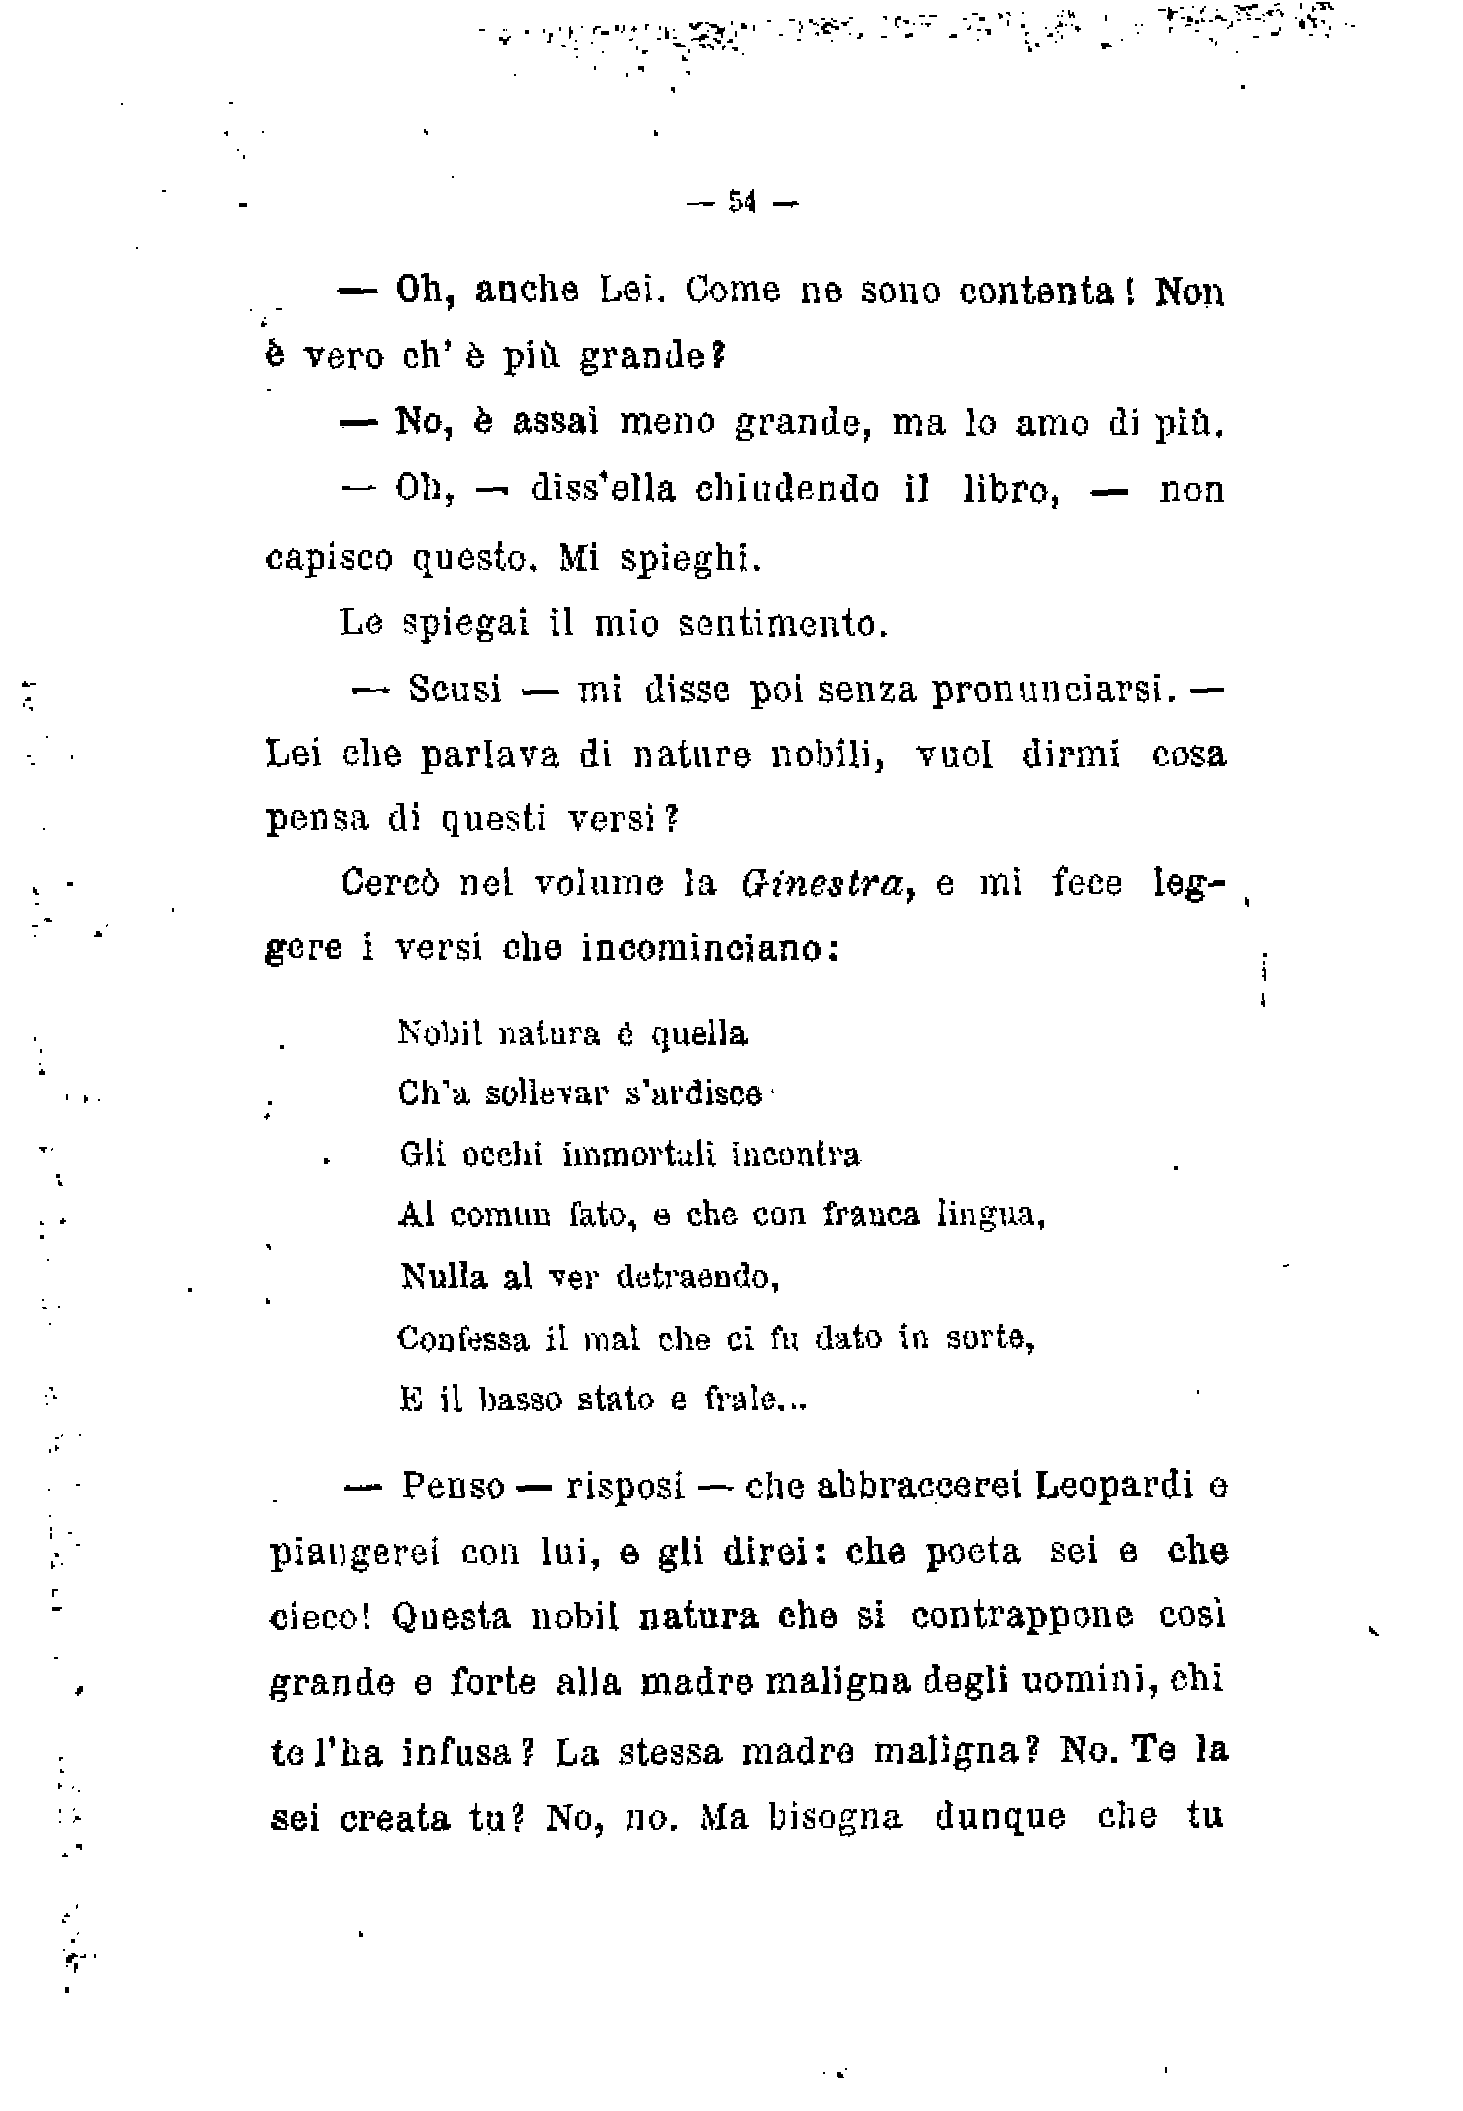 — 54 —
— Oh, anche Lei. Come ne sono contenta! Non
è vero ch' è più grande?
— No, è assai meno grande, ma lo amo di più.
— Oh, — diss'ella chiudendo il libro, — non
capisco questo. Mi spieghi.
Le spiegai il mio sentimento.
— Scusi — mi disse poi senza pronunciarsi. —
Lei che parlava di nature nobili, vuol dirmi cosa
pensa di questi versi?
Cercò nel volume la Ginestra, e mi fece leg-
gere i versi che incominciano:
Nobil natura è quella
Ch'a sollevar s'ardisce
Gli occhi immortali incontra
Al comun fato, e che con franca lingua,
Nulla al ver detraendo,
Confessa il mal che ci fu dato in sorte,
E il basso stato e frale...
— Penso — risposi — che abbraccerei Leopardi e
piangerei con lui, e gli direi: che poeta sei e che
cieco! Questa nobil natura che si contrappone così
grande e forte alla madre maligna degli uomini, chi
te l'ha infusa? La stessa madre maligna? No. Te la
sei creata tu? No, no. Ma bisogna dunque che tu